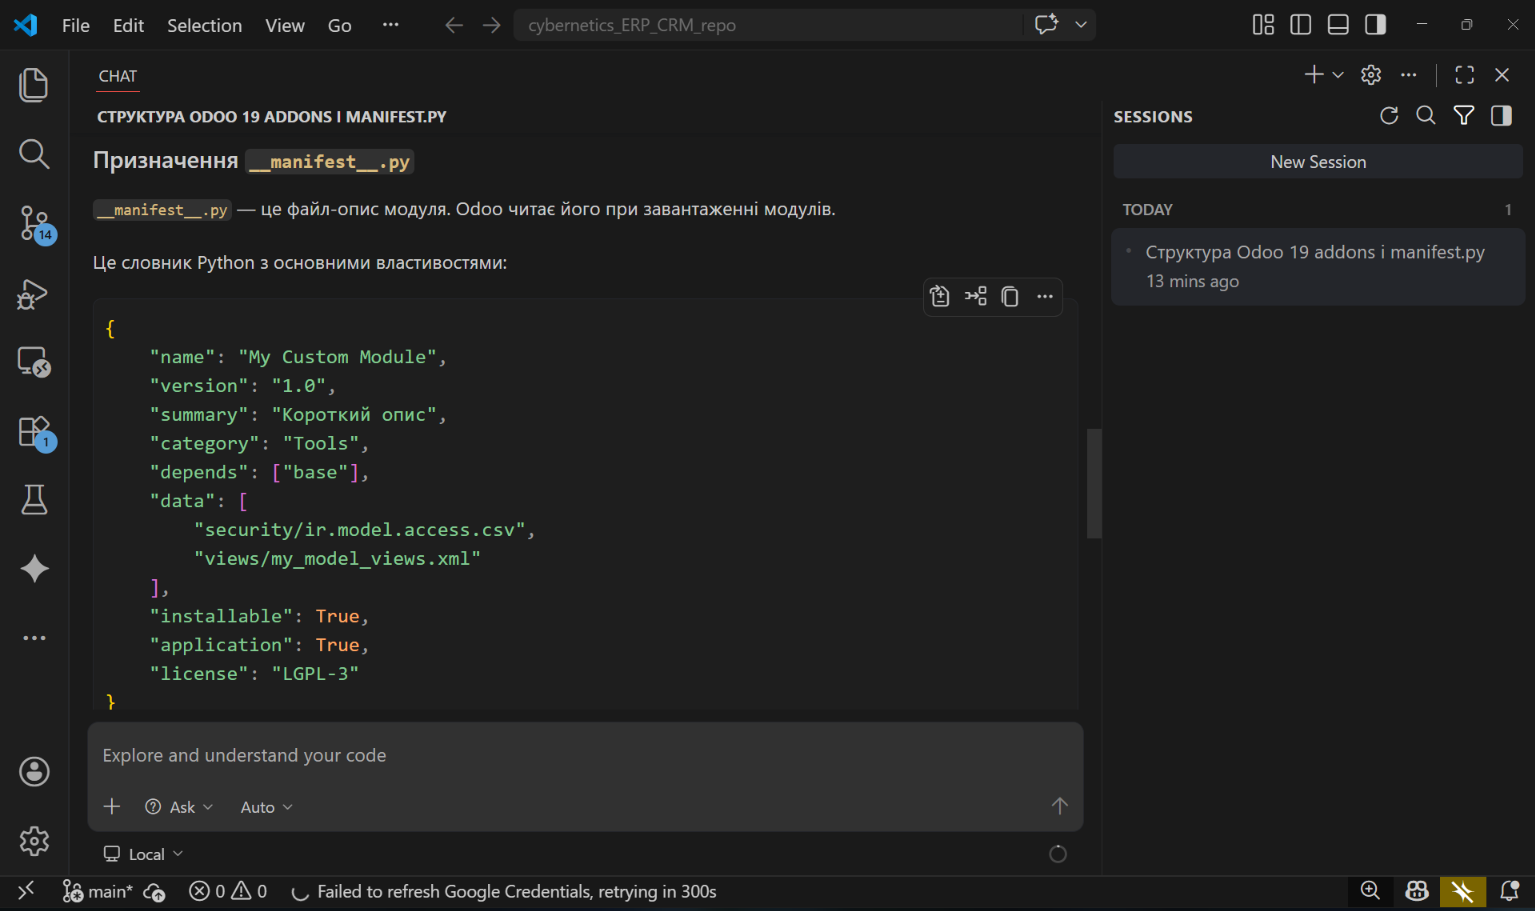 File Edit Selection View Go ···
cybernetics_ERP_CRM_repo
CHAT
СТРУКТУРА ODOO 19 ADDONS І MANIFEST.PY
Призначення __manifest__.py
__manifest__.py — це файл-опис модуля. Odoo читає його при завантаженні модулів.
Це словник Python з основними властивостями:
{
"name": "My Custom Module",
"version": "1.0",
"summary": "Короткий опис",
"category": "Tools",
"depends": ["base"],
"data": [
"security/ir.model.access.csv",
"views/my_model_views.xml"
],
"installable": True,
"application": True,
"license": "LGPL-3"
}
Explore and understand your code
Ask Auto
Local
SESSIONS
New Session
TODAY 1
Структура Odoo 19 addons і manifest.py
13 mins ago
14
1
main* 0 0 Failed to refresh Google Credentials, retrying in 300s